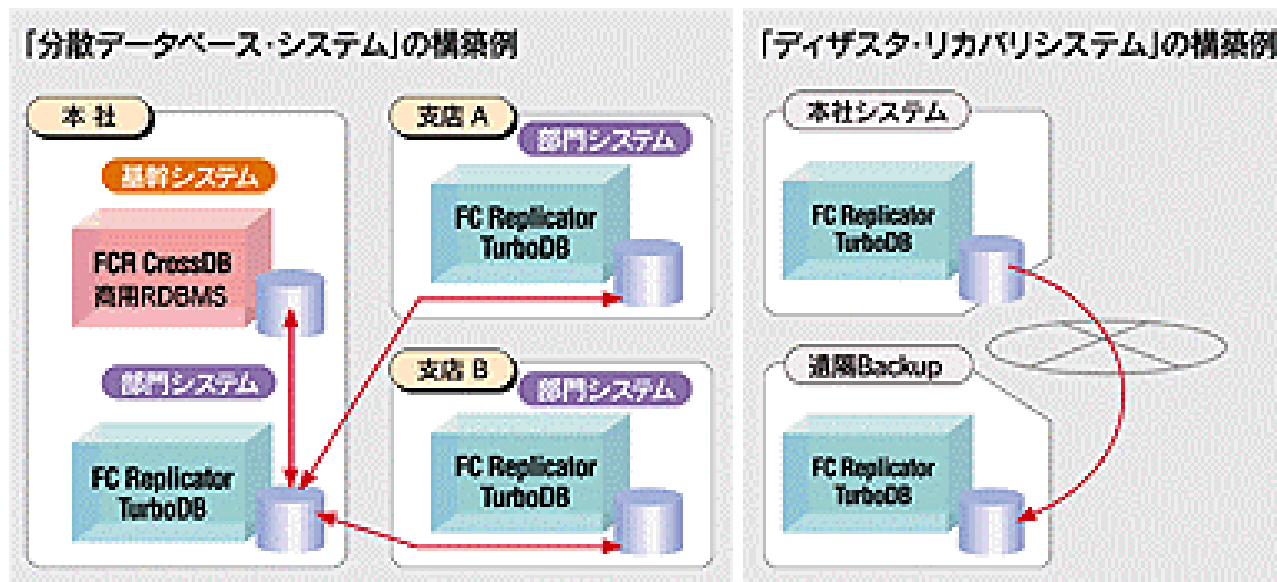 「分散データベース・システム」の構築例
本社
基幹システム
FCR CrossDB
商用RDBMS
部門システム
FC Replicator
TurboDB
支店 A
部門システム
FC Replicator
TurboDB
支店 B
部門システム
FC Replicator
TurboDB
「ディザスタ・リカバリシステム」の構築例
本社システム
FC Replicator
TurboDB
遠隔Backup
FC Replicator
TurboDB